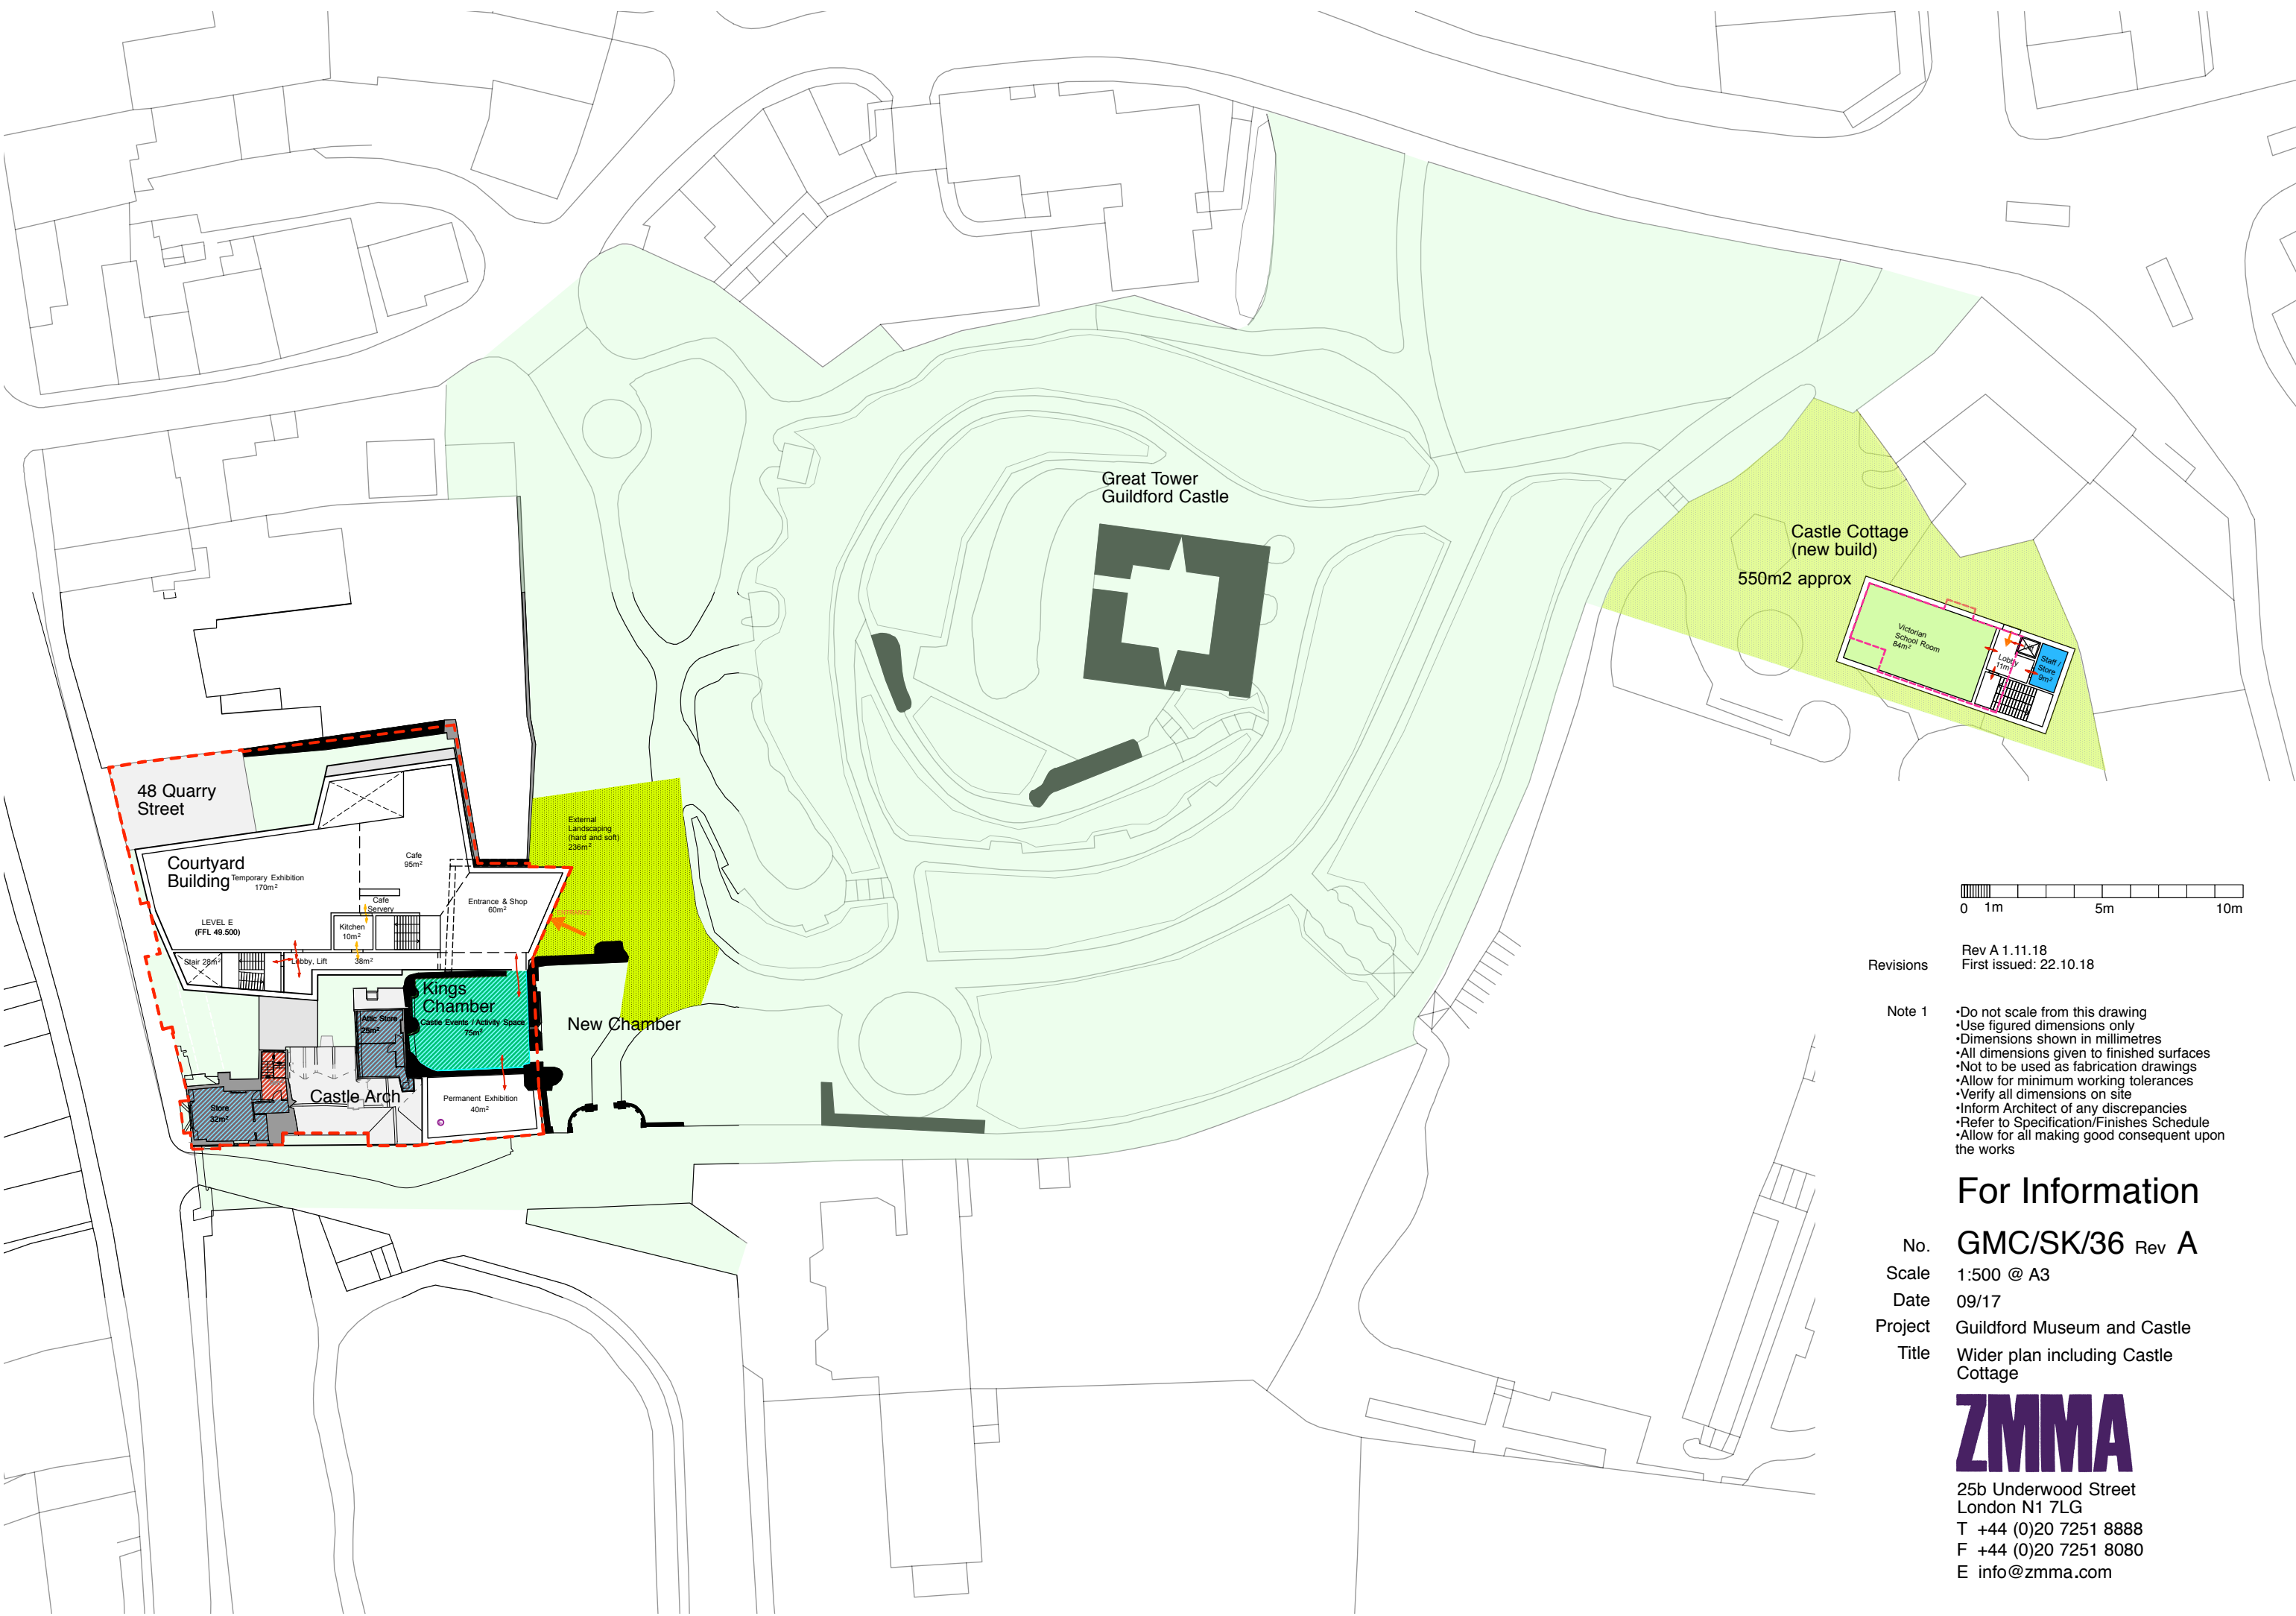 Great Tower
Guildford Castle
Castle Cottage
(new build)
550m2 approx
Victorian
School Room
84m²
Lobby
11m²
Staff /
Store
9m²
48 Quarry
Street
External
Landscaping
(hard and soft)
236m²
Courtyard
Building
Temporary Exhibition
170m²
Cafe
95m²
Cafe
Servery
Entrance & Shop
60m²
ENTRANCE
LEVEL E
(FFL 49.500)
Kitchen
10m²
Stair 28m²
Lobby, Lift
38m²
Kings
Chamber
Castle Events / Activity Space
75m²
Attic Store
25m²
New Chamber
Castle Arch
Store
32m²
Permanent Exhibition
40m²
0 1m 5m 10m
Revisions
Rev A 1.11.18
First issued: 22.10.18
Note 1
•Do not scale from this drawing
•Use figured dimensions only
•Dimensions shown in millimetres
•All dimensions given to finished surfaces
•Not to be used as fabrication drawings
•Allow for minimum working tolerances
•Verify all dimensions on site
•Inform Architect of any discrepancies
•Refer to Specification/Finishes Schedule
•Allow for all making good consequent upon
the works
For Information
No. GMC/SK/36 Rev A
Scale 1:500 @ A3
Date 09/17
Project Guildford Museum and Castle
Title Wider plan including Castle
Cottage
ZMMA
25b Underwood Street
London N1 7LG
T +44 (0)20 7251 8888
F +44 (0)20 7251 8080
E info@zmma.com